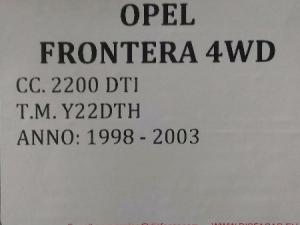 OPEL
FRONTERA 4WD
CC. 2200 DTI
T.M. Y22DTH
ANNO: 1998 - 2003